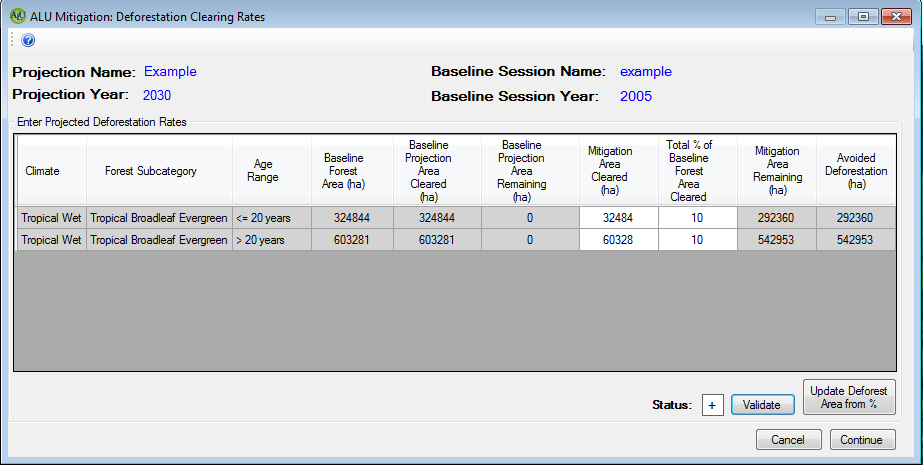 ALU Mitigation: Deforestation Clearing Rates
Projection Name: Example
Baseline Session Name: example
Projection Year: 2030
Baseline Session Year: 2005
Enter Projected Deforestation Rates
Climate
Forest Subcategory
Age
Range
Baseline
Forest
Area (ha)
Baseline
Projection
Area
Cleared
(ha)
Baseline
Projection
Area
Remaining
(ha)
Mitigation
Area
Cleared
(ha)
Total % of
Baseline
Forest
Area
Cleared
Mitigation
Area
Remaining
(ha)
Avoided
Deforestation
(ha)
Tropical Wet Tropical Broadleaf Evergreen <= 20 years 324844 324844 0 32484 10 292360 292360
Tropical Wet Tropical Broadleaf Evergreen > 20 years 603281 603281 0 60328 10 542953 542953
Status: + Validate
Update Deforest
Area from %
Cancel Continue